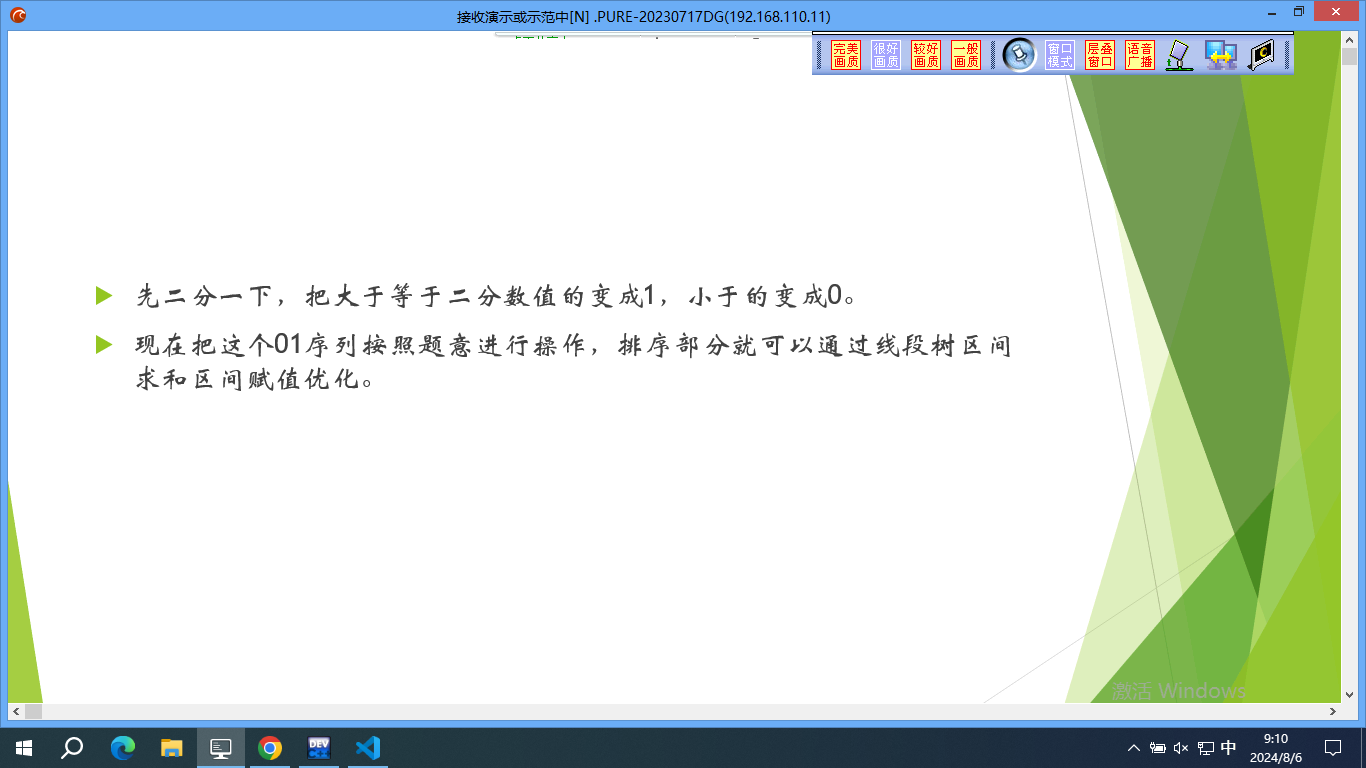 接收演示或示范中[N] .PURE-20230717DG(192.168.110.11)
完美画质 很好画质 较好画质 一般画质 窗口模式 层叠窗口 语音广播
先二分一下，把大于等于二分数值的变成1，小于的变成0。
现在把这个01序列按照题意进行操作，排序部分就可以通过线段树区间
求和区间赋值优化。
激活 Windows
DEV
中
9:10
2024/8/6